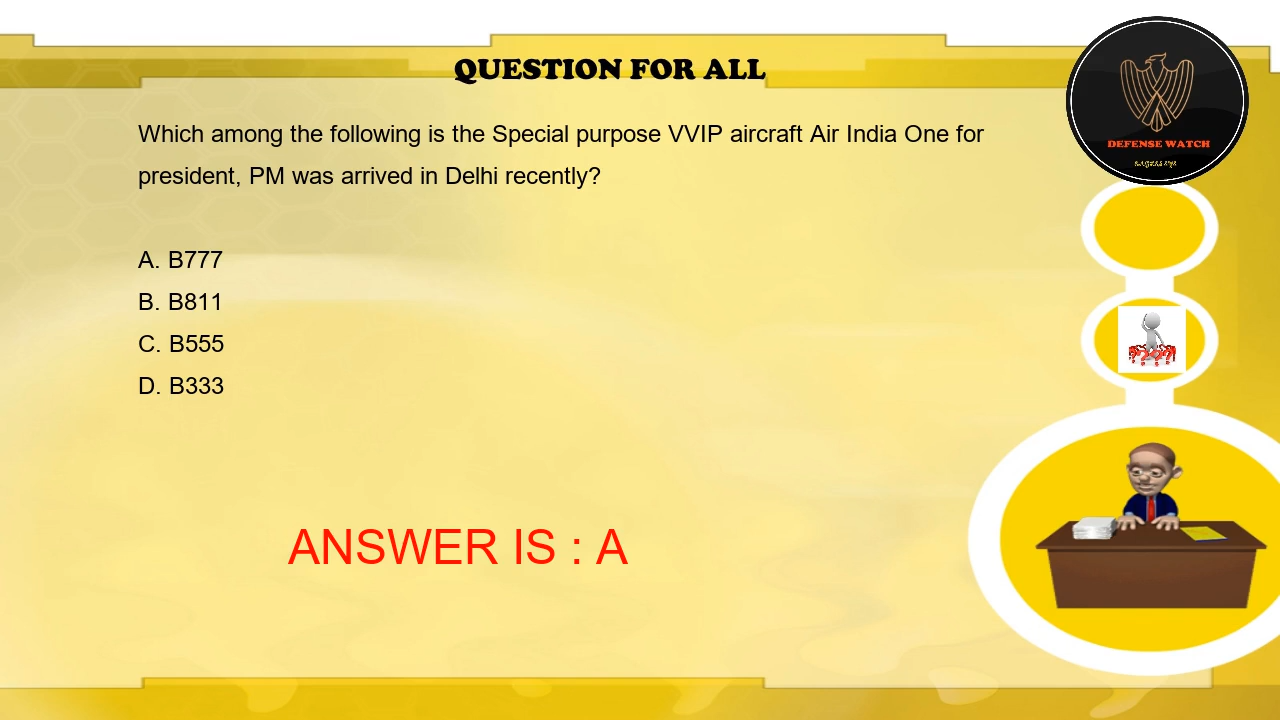 QUESTION FOR ALL
Which among the following is the Special purpose VVIP aircraft Air India One for
president, PM was arrived in Delhi recently?
A. B777
B. B811
C. B555
D. B333
ANSWER IS : A
DEFENSE WATCH
????